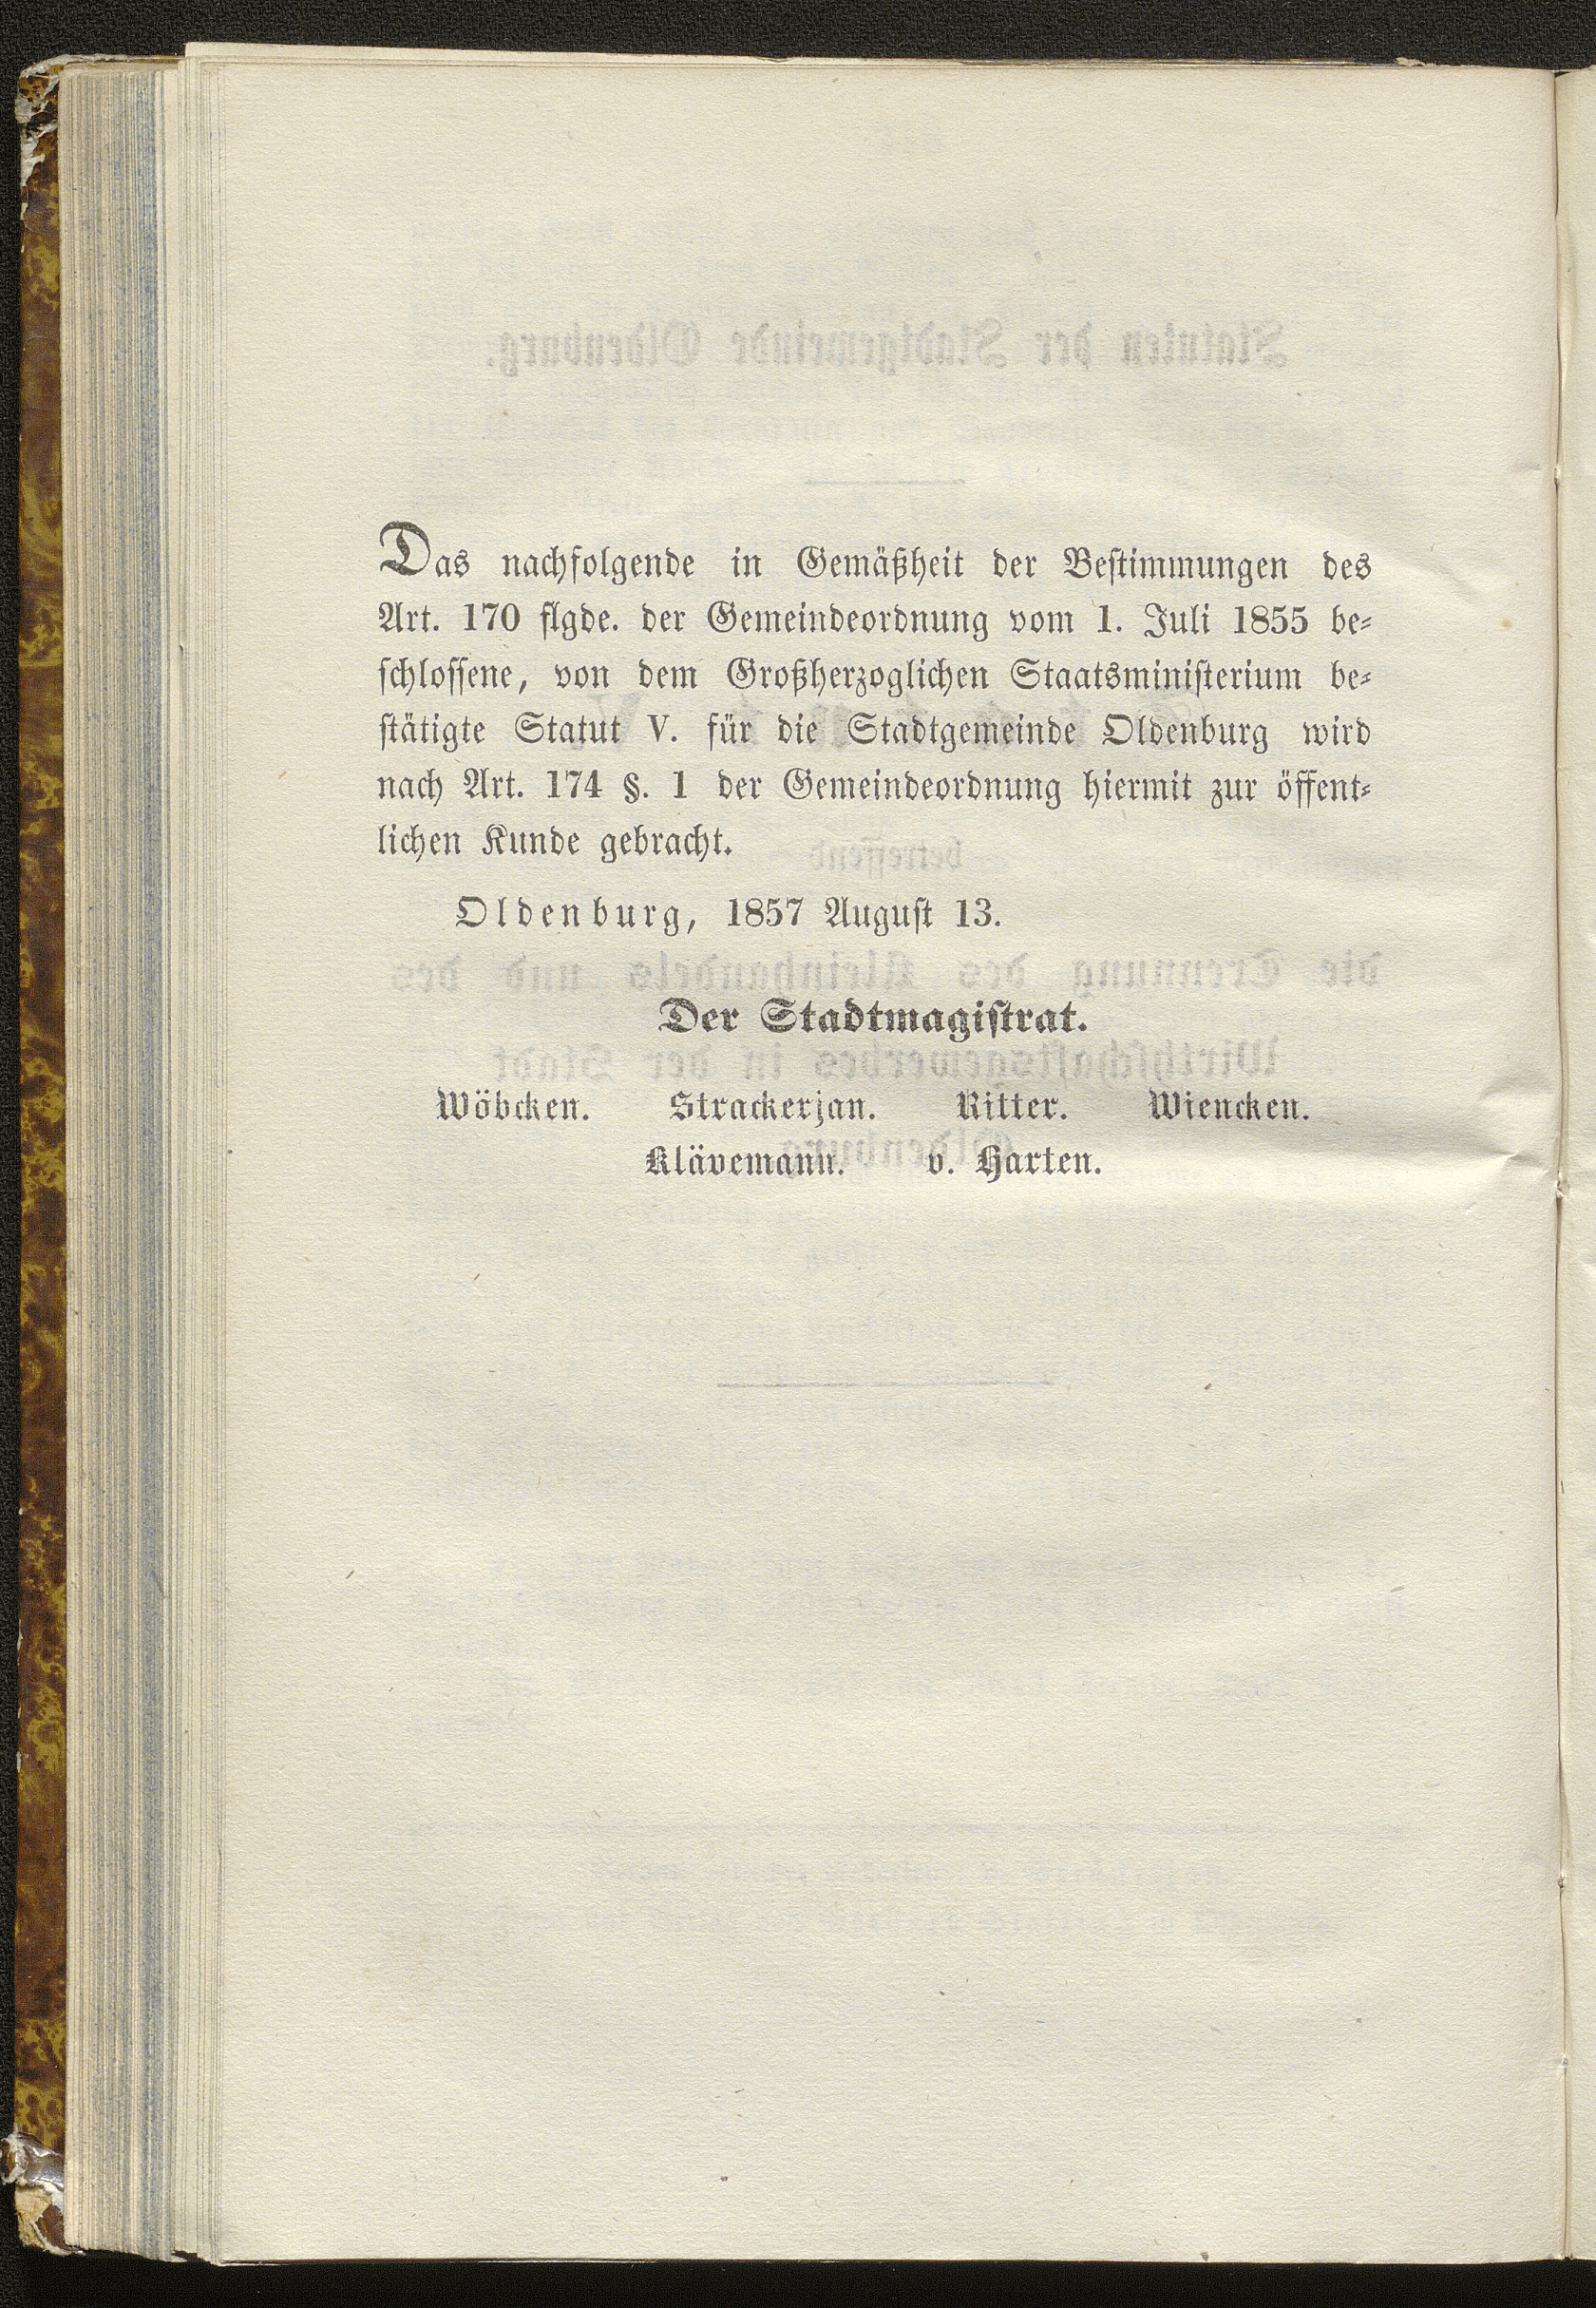 Das nachfolgende in Gemäßheit der Bestimmungen des
Art. 170 flgde. der Gemeindeordnung vom 1. Juli 1855 be-
schlossene, von dem Großherzoglichen Staatsministerium be-
stätigte Statut V. für die Stadtgemeinde Oldenburg wird
nach Art. 174 §. 1 der Gemeindeordnung hiermit zur öffent-
lichen Kunde gebracht.
Oldenburg, 1857 August 13.
Der Stadtmagistrat.
Wöbcken. Strackerjan. Ritter. Wiencken.
Klävemann. v. Harten.